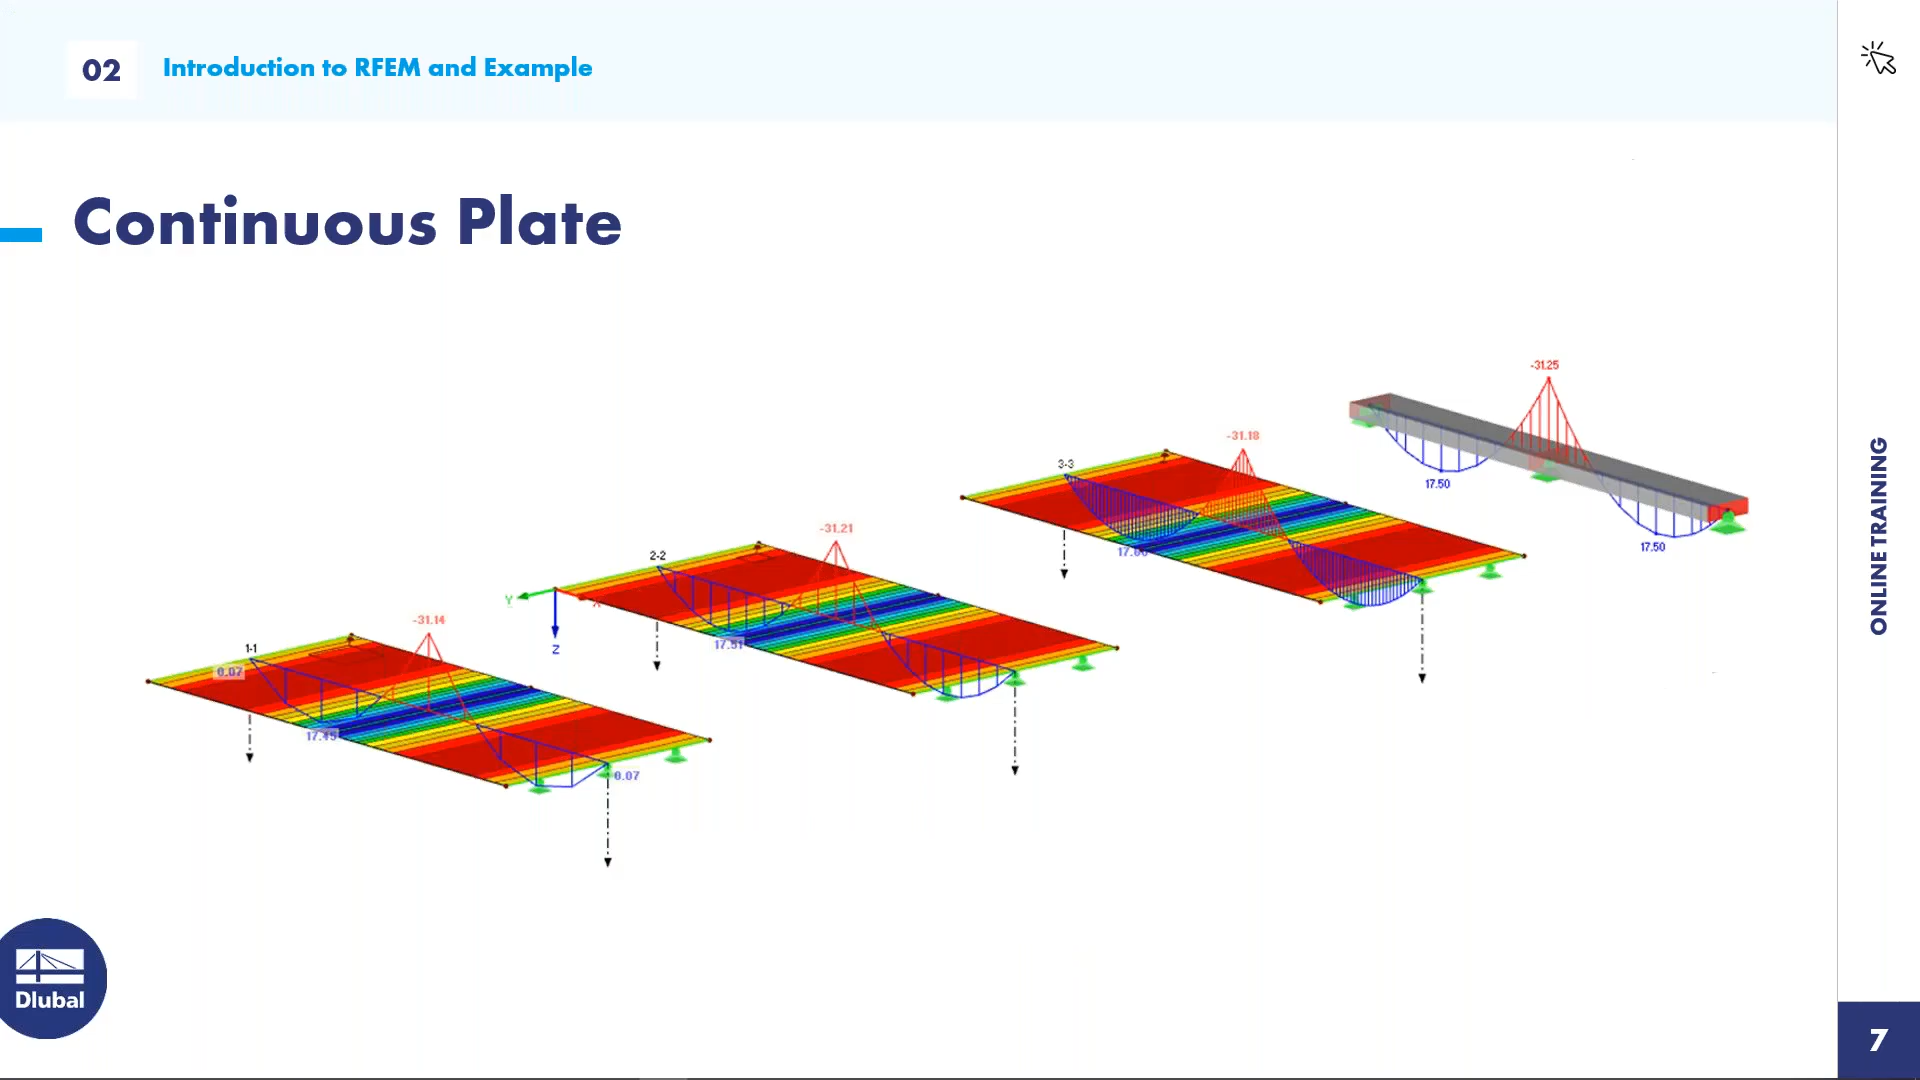 02
Introduction to RFEM and Example
Continuous Plate
-31.25
17.50
17.50
-31.18
3-3
-31.21
2-2
Y
X
Z
17.51
-31.14
1-1
0.07
0.07
ONLINE TRAINING
Dlubal
7